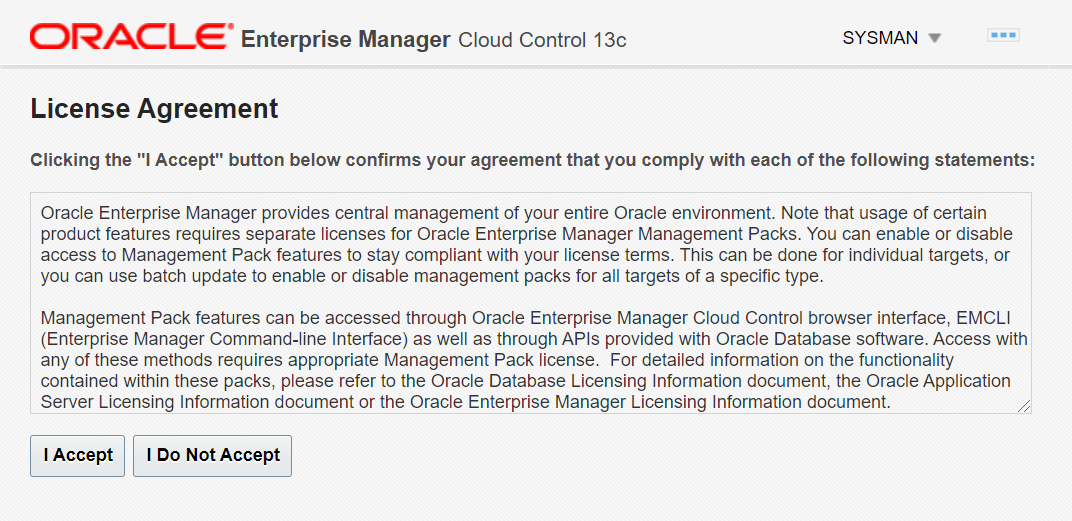 ORACLE® Enterprise Manager Cloud Control 13c
SYSMAN
License Agreement
Clicking the "I Accept" button below confirms your agreement that you comply with each of the following statements:
Oracle Enterprise Manager provides central management of your entire Oracle environment. Note that usage of certain
product features requires separate licenses for Oracle Enterprise Manager Management Packs. You can enable or disable
access to Management Pack features to stay compliant with your license terms. This can be done for individual targets, or
you can use batch update to enable or disable management packs for all targets of a specific type.
Management Pack features can be accessed through Oracle Enterprise Manager Cloud Control browser interface, EMCLI
(Enterprise Manager Command-line Interface) as well as through APIs provided with Oracle Database software. Access with
any of these methods requires appropriate Management Pack license.  For detailed information on the functionality
contained within these packs, please refer to the Oracle Database Licensing Information document, the Oracle Application
Server Licensing Information document or the Oracle Enterprise Manager Licensing Information document.
I Accept
I Do Not Accept